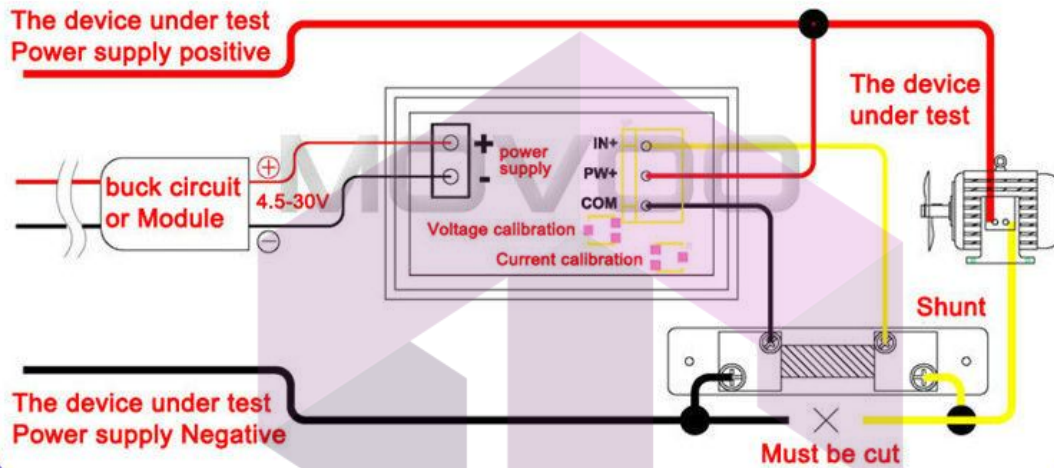 The device under test
Power supply positive
The device
under test
MOVOO
IN+
PW+
COM
+
-
power
supply
buck circuit
or Module
+
4.5-30V
-
Voltage calibration
Current calibration
Shunt
The device under test
Power supply Negative
Must be cut